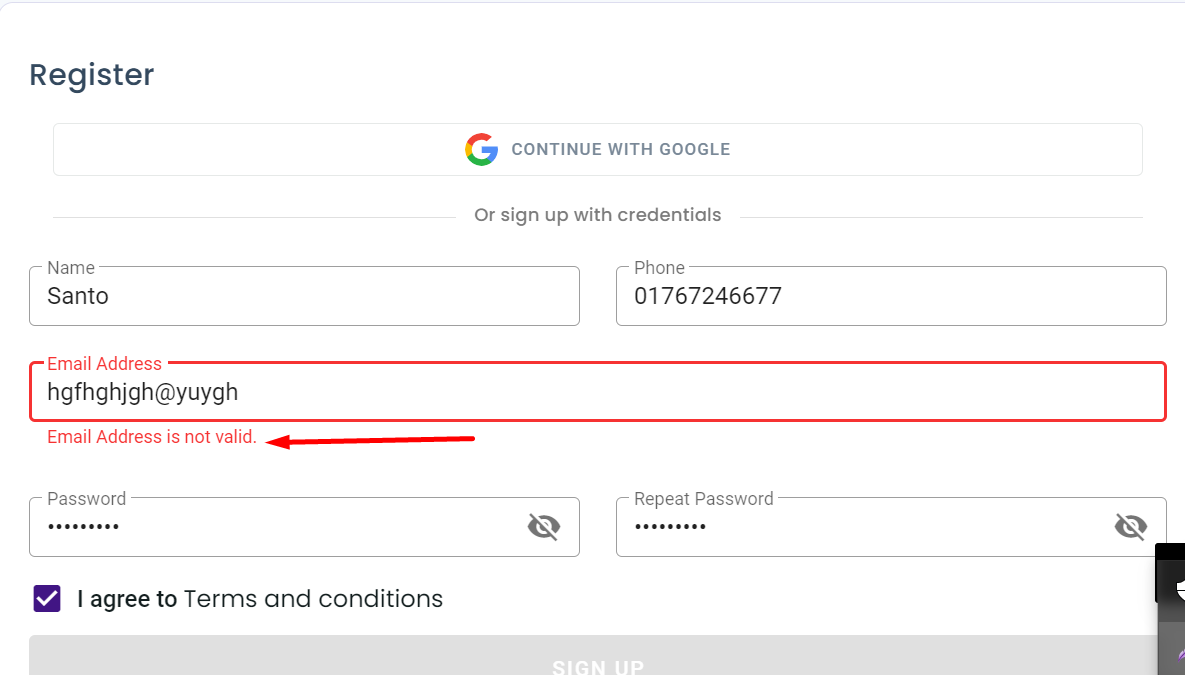 Register
CONTINUE WITH GOOGLE
Or sign up with credentials
Name
Santo
Phone
01767246677
Email Address
hgfhghjgh@yuygh
Email Address is not valid.
Password
•••••••••
Repeat Password
•••••••••
I agree to Terms and conditions
SIGN UP